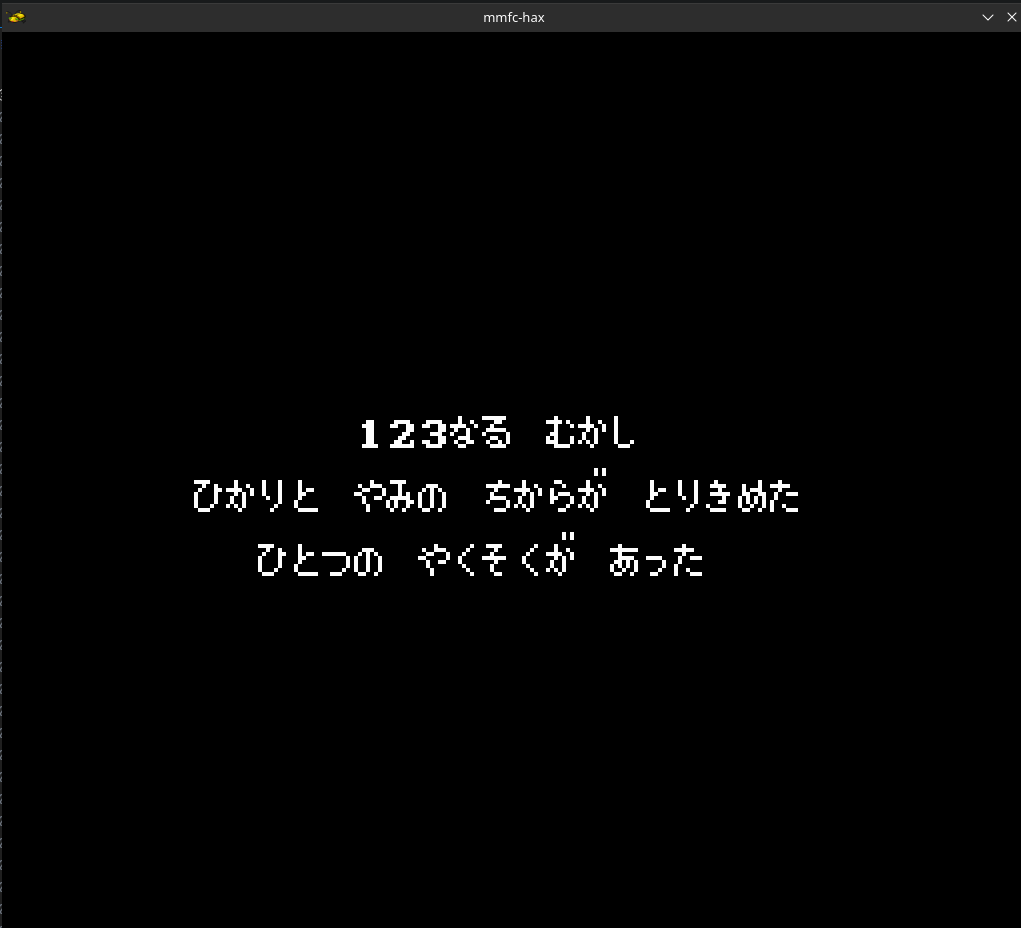 mmfc-hax
123なる むかし
ひかりと やみの ちからが とりきめた
ひとつの やくそくが あった